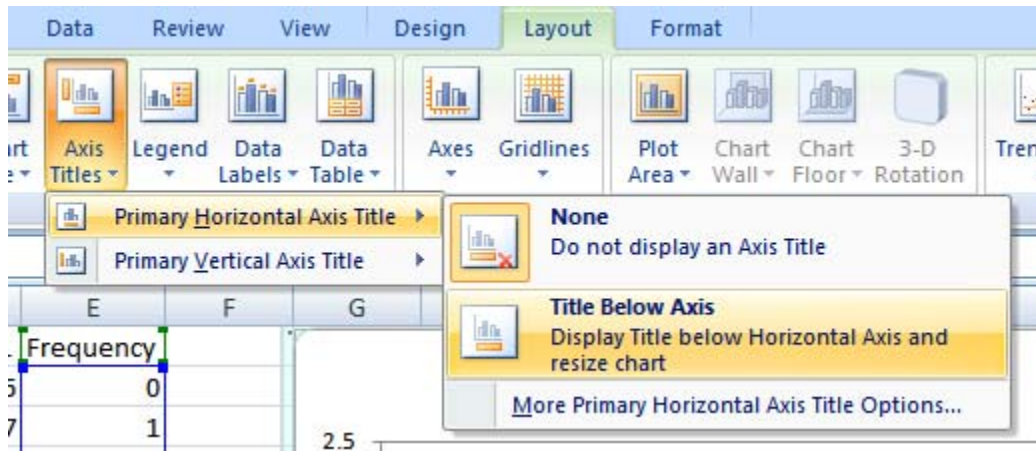 Data Review View Design Layout Format
Axis Legend Data Data Axes Gridlines Plot Chart Chart 3-D
Titles Labels Table Area Wall Floor Rotation
Primary Horizontal Axis Title
Primary Vertical Axis Title
None
Do not display an Axis Title
Title Below Axis
Display Title below Horizontal Axis and
resize chart
More Primary Horizontal Axis Title Options...
E F G
Frequency
0
1
2.5